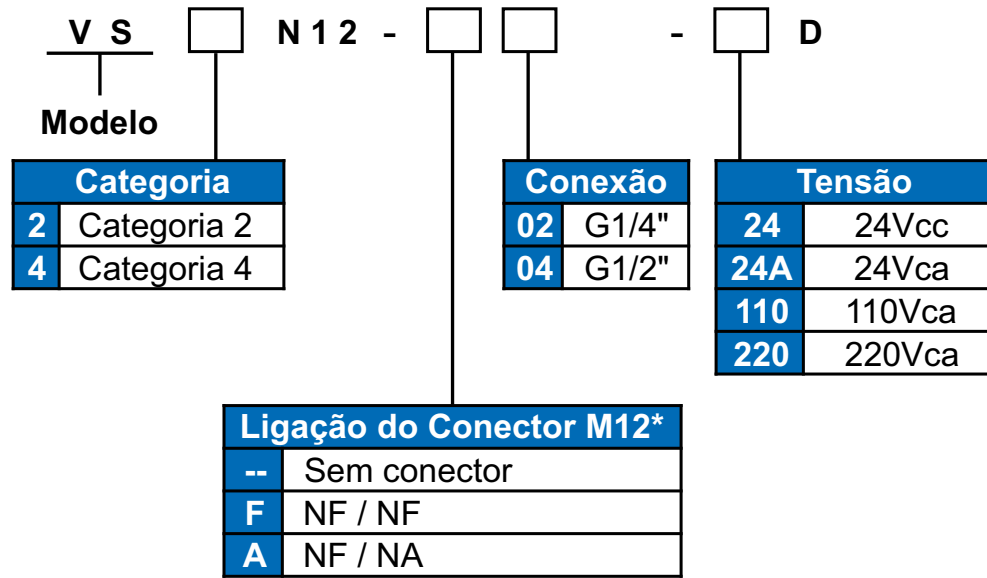 V S N 1 2 - - D
Modelo
Categoria
2 Categoria 2
4 Categoria 4
Conexão
02 G1/4"
04 G1/2"
Tensão
24 24Vcc
24A 24Vca
110 110Vca
220 220Vca
Ligação do Conector M12*
-- Sem conector
F NF / NF
A NF / NA